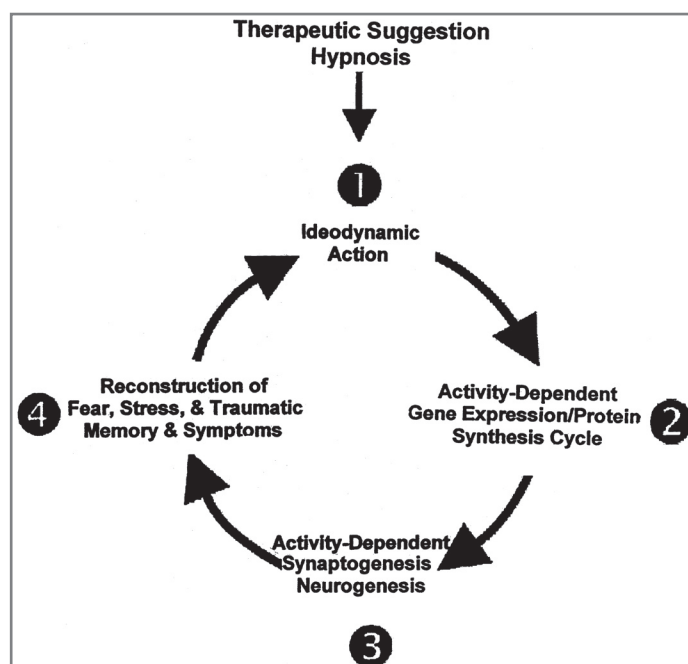 Therapeutic Suggestion
Hypnosis
1
Ideodynamic
Action
Activity-Dependent
Gene Expression/Protein
Synthesis Cycle
2
Activity-Dependent
Synaptogenesis
Neurogenesis
3
Reconstruction of
Fear, Stress, & Traumatic
Memory & Symptoms
4